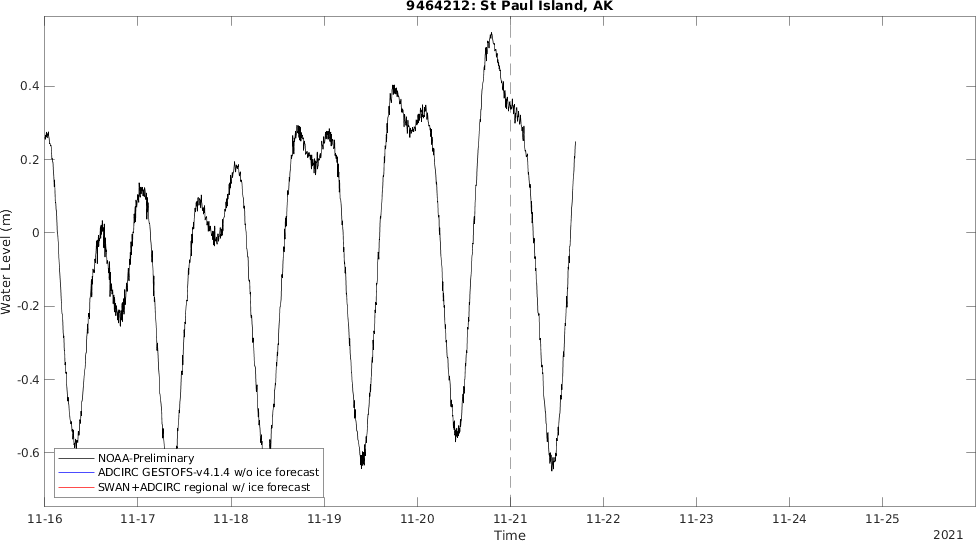 9464212: St Paul Island, AK
Water Level (m)
0.4
0.2
0
-0.2
-0.4
-0.6
NOAA-Preliminary
ADCIRC GESTOFS-v4.1.4 w/o ice forecast
SWAN+ADCIRC regional w/ ice forecast
11-16 11-17 11-18 11-19 11-20 11-21 11-22 11-23 11-24 11-25
Time
2021